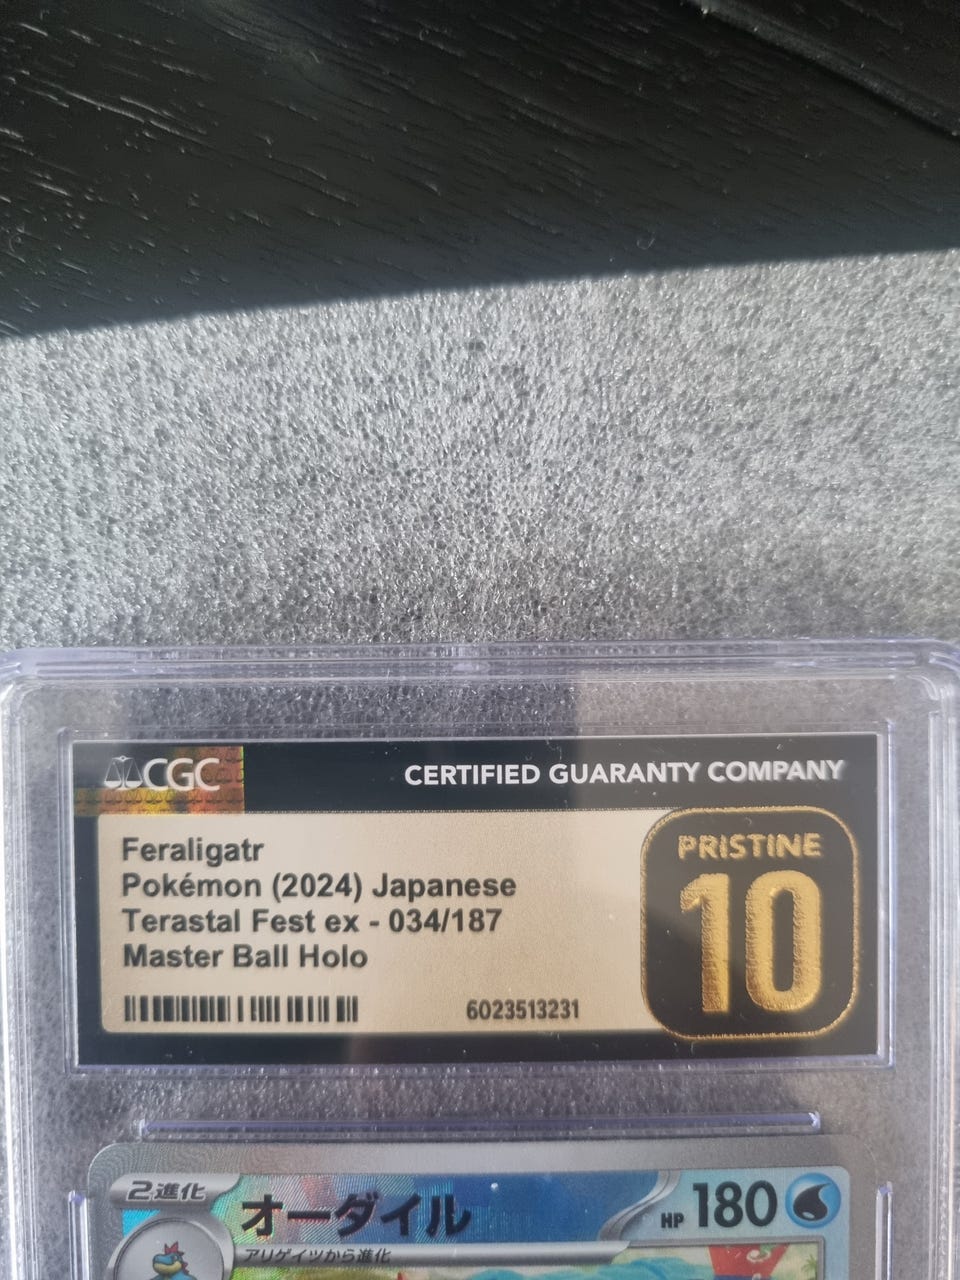 CGC
CERTIFIED GUARANTY COMPANY
Feraligatr
Pokémon (2024) Japanese
Terastal Fest ex - 034/187
Master Ball Holo
6023513231
PRISTINE
10
2進化
オーダイル
HP 180
アリゲイツから進化